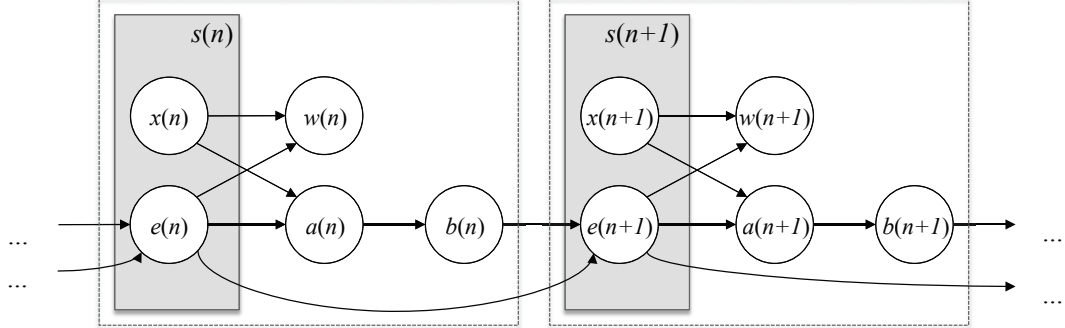 s(n)
s(n+1)
x(n)
w(n)
x(n+1)
w(n+1)
e(n)
a(n)
b(n)
e(n+1)
a(n+1)
b(n+1)
...
...
...
...